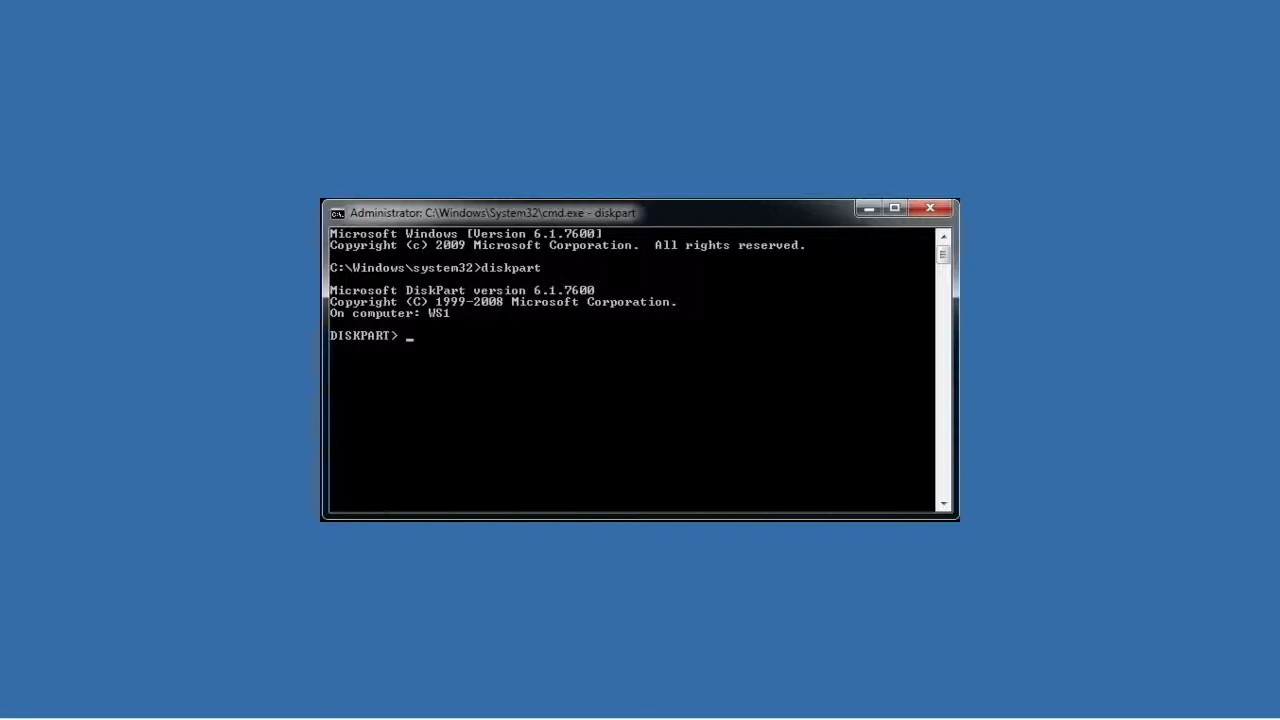 Administrator: C:\Windows\System32\cmd.exe - diskpart
Microsoft Windows [Version 6.1.7600]
Copyright (c) 2009 Microsoft Corporation.  All rights reserved.
C:\Windows\system32>diskpart
Microsoft DiskPart version 6.1.7600
Copyright (C) 1999-2008 Microsoft Corporation.
On computer: WS1
DISKPART> _